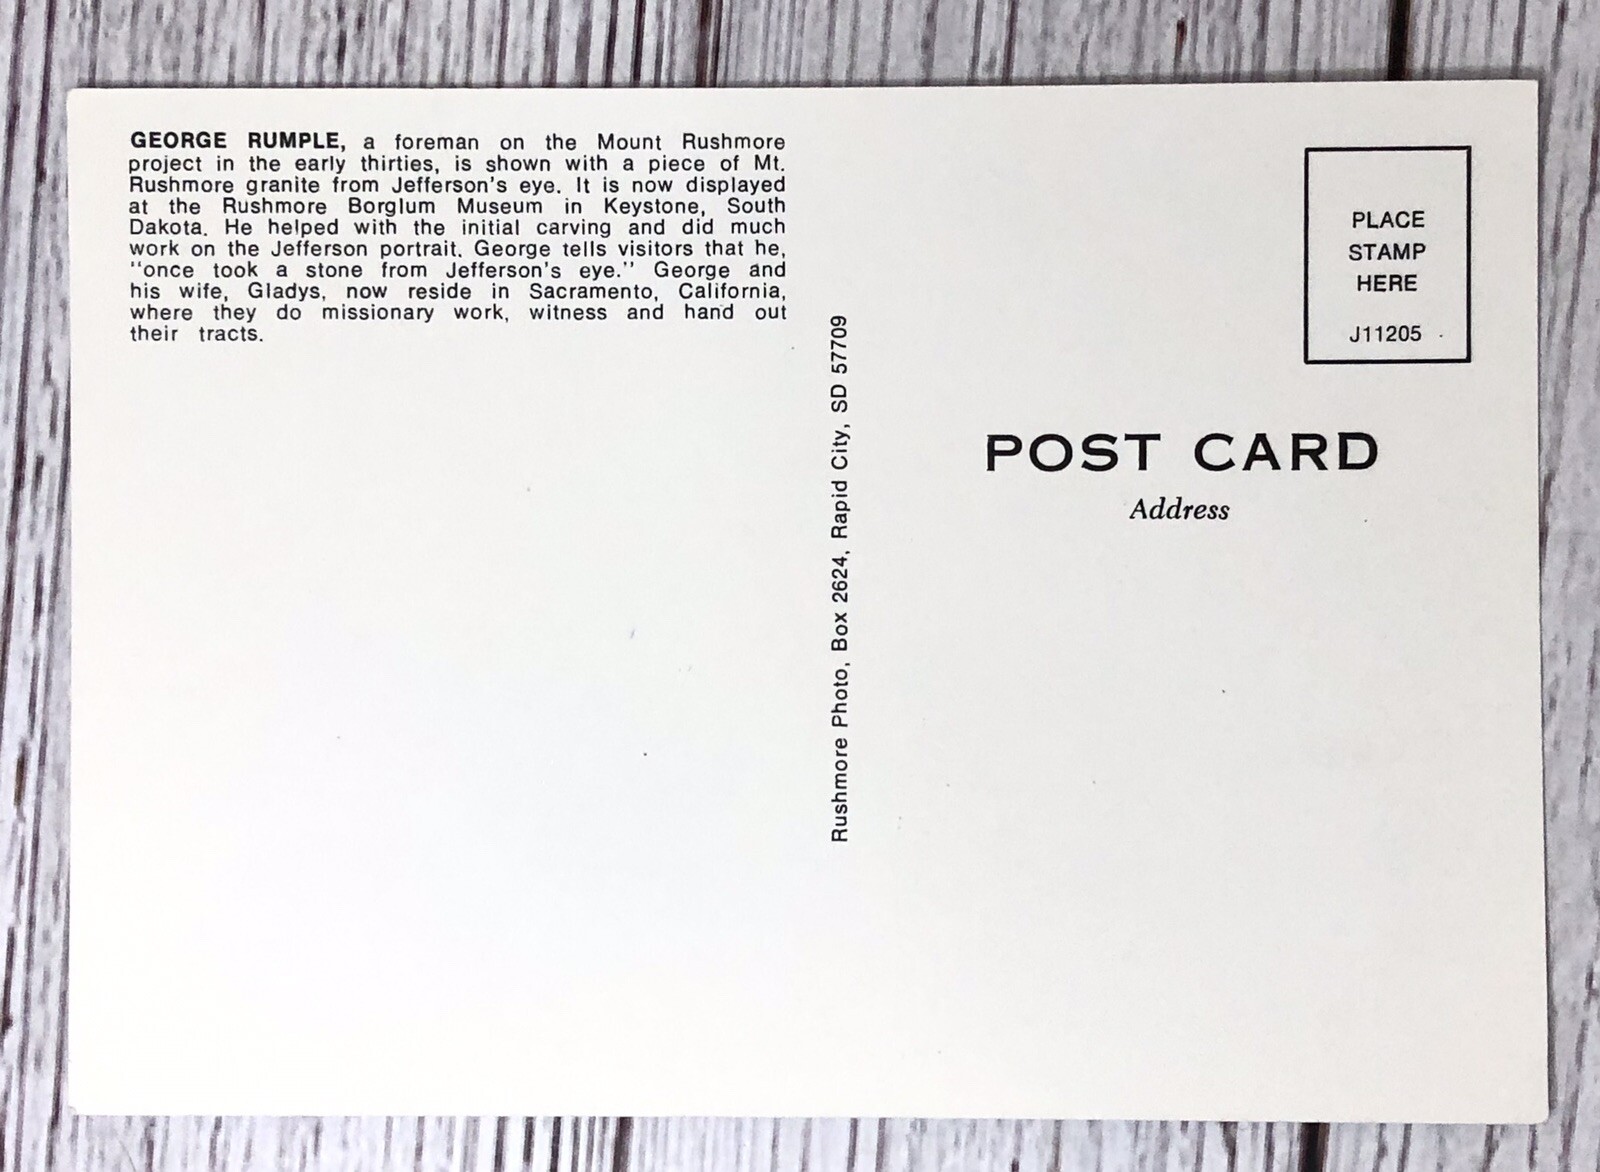 GEORGE RUMPLE, a foreman on the Mount Rushmore
project in the early thirties, is shown with a piece of Mt.
Rushmore granite from Jefferson's eye. It is now displayed
at the Rushmore Borglum Museum in Keystone, South
Dakota. He helped with the initial carving and did much
work on the Jefferson portrait. George tells visitors that he,
"once took a stone from Jefferson's eye." George and
his wife, Gladys, now reside in Sacramento, California,
where they do missionary work, witness and hand out
their tracts.
Rushmore Photo, Box 2624, Rapid City, SD 57709
PLACE
STAMP
HERE
J11205
POST CARD
Address